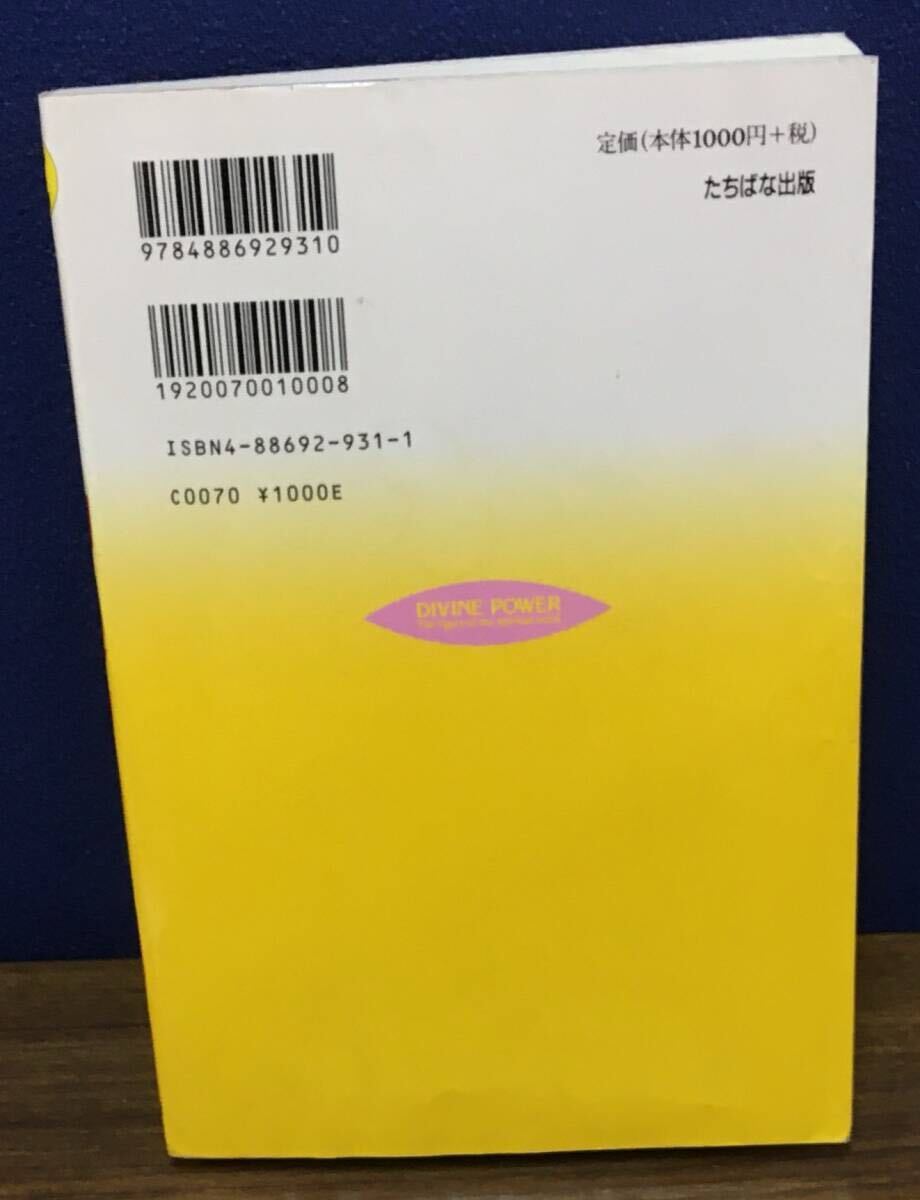 定価(本体1000円+税)
たちばな出版
9784886929310
1920070010008
ISBN4-88692-931-1
C0070 ¥1000E
DIVINE POWER